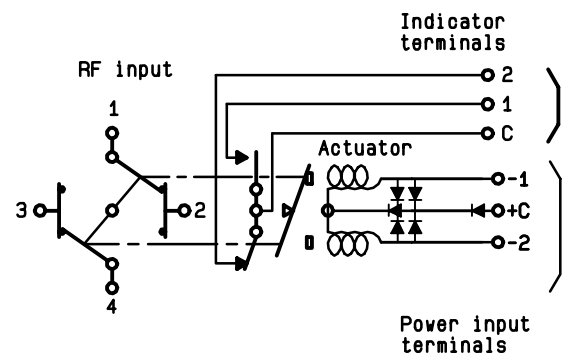 Indicator
terminals
RF input
2
1
1
C
Actuator
-1
3
2
+C
-2
4
Power input
terminals